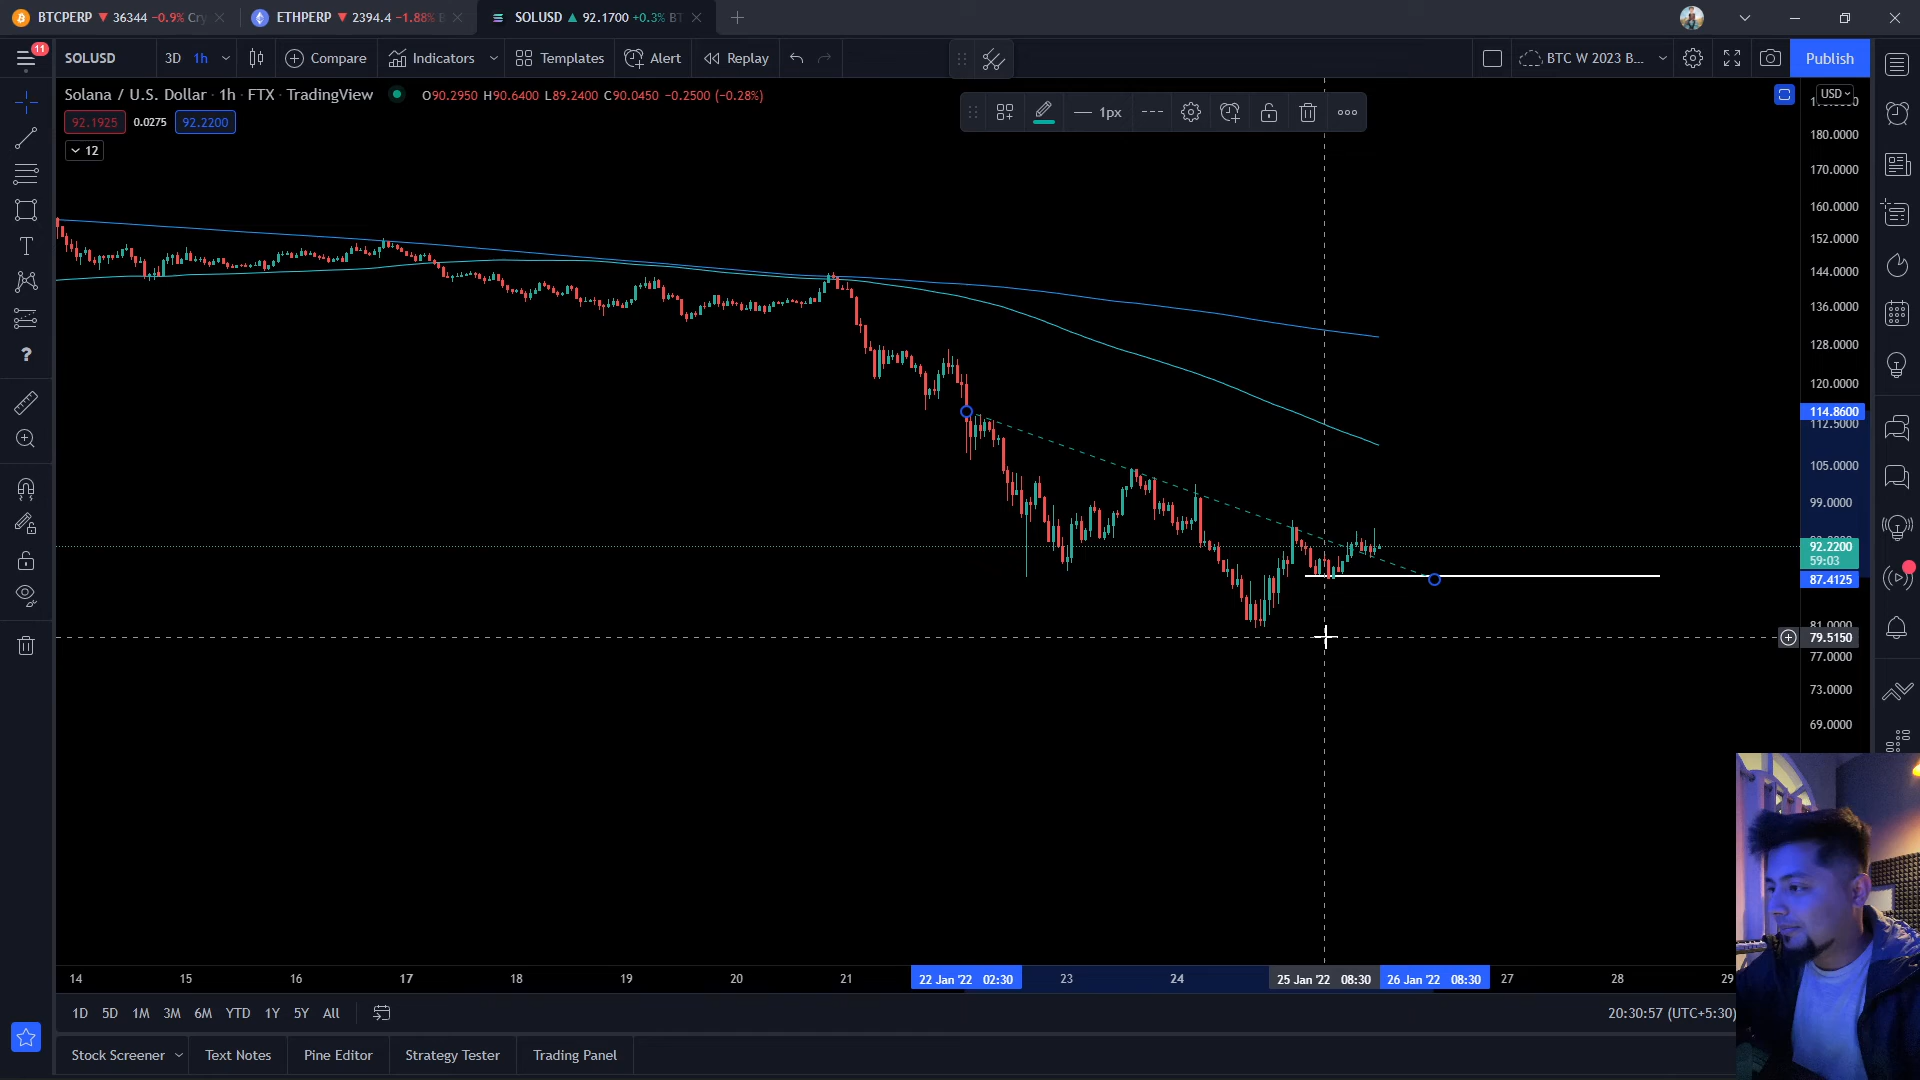 BTCPERP ▼ 36344 −0.9% Cry
ETHPERP ▼ 2394.4 −1.88%
SOLUSD ▲ 92.1700 +0.3% BT
11
SOLUSD 3D 1h Compare Indicators Templates Alert Replay BTC W 2023 B... Publish
Solana / U.S. Dollar · 1h · FTX · TradingView O90.2950 H90.6400 L89.2400 C90.0450 −0.2500 (−0.28%)
92.1925 0.0275 92.2200
12
1px
USD
180.0000
170.0000
160.0000
152.0000
144.0000
136.0000
128.0000
120.0000
114.8600
112.5000
105.0000
99.0000
92.2200
59:03
87.4125
81.0000
79.5150
77.0000
73.0000
69.0000
14 15 16 17 18 19 20 21 22 Jan '22 02:30 23 24 25 Jan '22 08:30 26 Jan '22 08:30 27 28 29
1D 5D 1M 3M 6M YTD 1Y 5Y All 20:30:57 (UTC+5:30)
Stock Screener Text Notes Pine Editor Strategy Tester Trading Panel